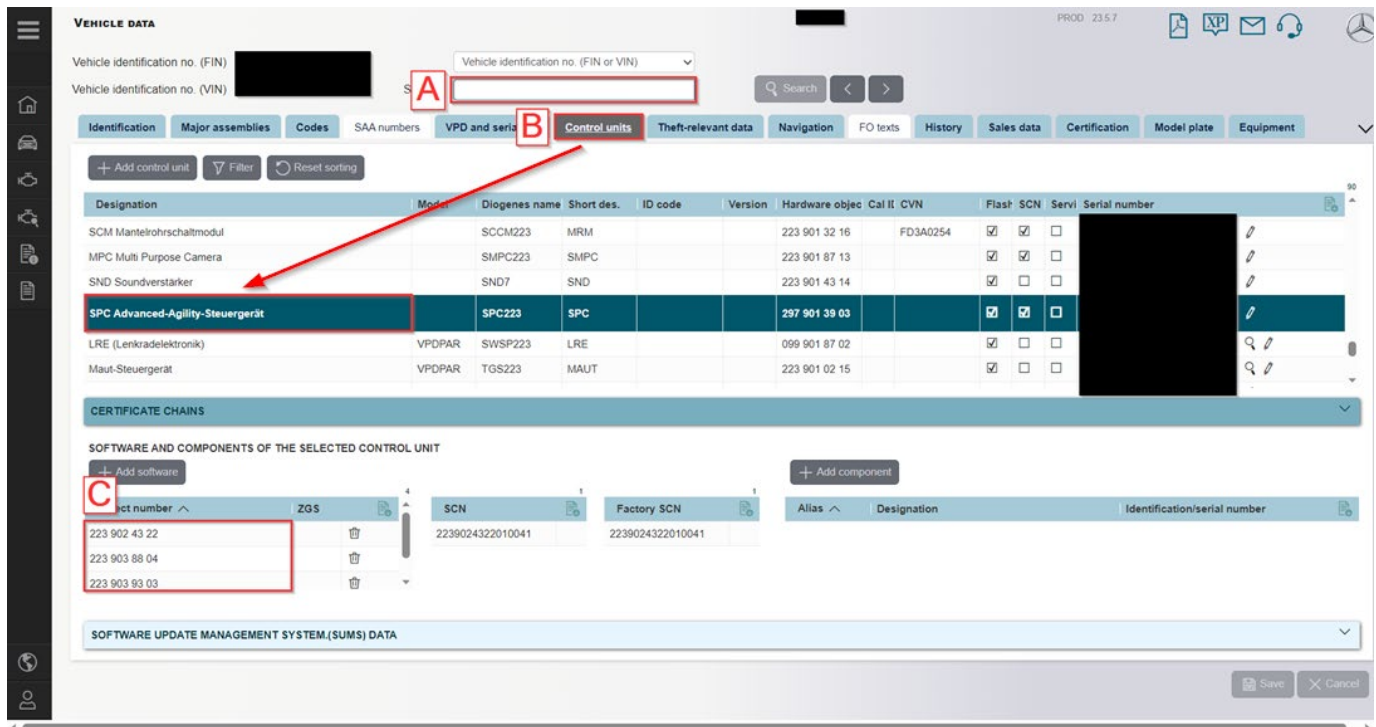 VEHICLE DATA
PROD 23.5.7
XP
Vehicle identification no. (FIN)
Vehicle identification no. (FIN or VIN)
Vehicle identification no. (VIN)
S
A
Search
Identification Major assemblies Codes SAA numbers VPD and seria B Control units Theft-relevant data Navigation FO texts History Sales data Certification Model plate Equipment
+ Add control unit Filter Reset sorting
90
Designation Model Diogenes name Short des. ID code Version Hardware objec Cal II CVN Flash SCN Servi Serial number
SCM Mantelrohrschaltmodul SCCM223 MRM 223 901 32 16 FD3A0254
MPC Multi Purpose Camera SMPC223 SMPC 223 901 87 13
SND Soundverstärker SND7 SND 223 901 43 14
SPC Advanced-Agility-Steuergerät SPC223 SPC 297 901 39 03
LRE (Lenkradelektronik) VPDPAR SWSP223 LRE 099 901 87 02
Maut-Steuergerät VPDPAR TGS223 MAUT 223 901 02 15
CERTIFICATE CHAINS
SOFTWARE AND COMPONENTS OF THE SELECTED CONTROL UNIT
+ Add software + Add component
C
4 1 1
ect number ZGS SCN Factory SCN Alias Designation Identification/serial number
223 902 43 22 2239024322010041 2239024322010041
223 903 88 04
223 903 93 03
SOFTWARE UPDATE MANAGEMENT SYSTEM.(SUMS) DATA
Save Cancel